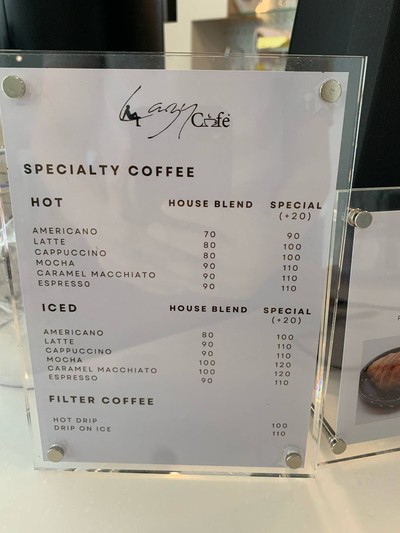 Lazy Café
SPECIALTY COFFEE
HOT HOUSE BLEND SPECIAL
(+20)
AMERICANO 70 90
LATTE 80 100
CAPPUCCINO 80 100
MOCHA 90 110
CARAMEL MACCHIATO 90 110
ESPRESSO 90 110
ICED HOUSE BLEND SPECIAL
(+20)
AMERICANO 80 100
LATTE 90 110
CAPPUCCINO 90 110
MOCHA 100 120
CARAMEL MACCHIATO 100 120
ESPRESSO 90 110
FILTER COFFEE
HOT DRIP 100
DRIP ON ICE 110